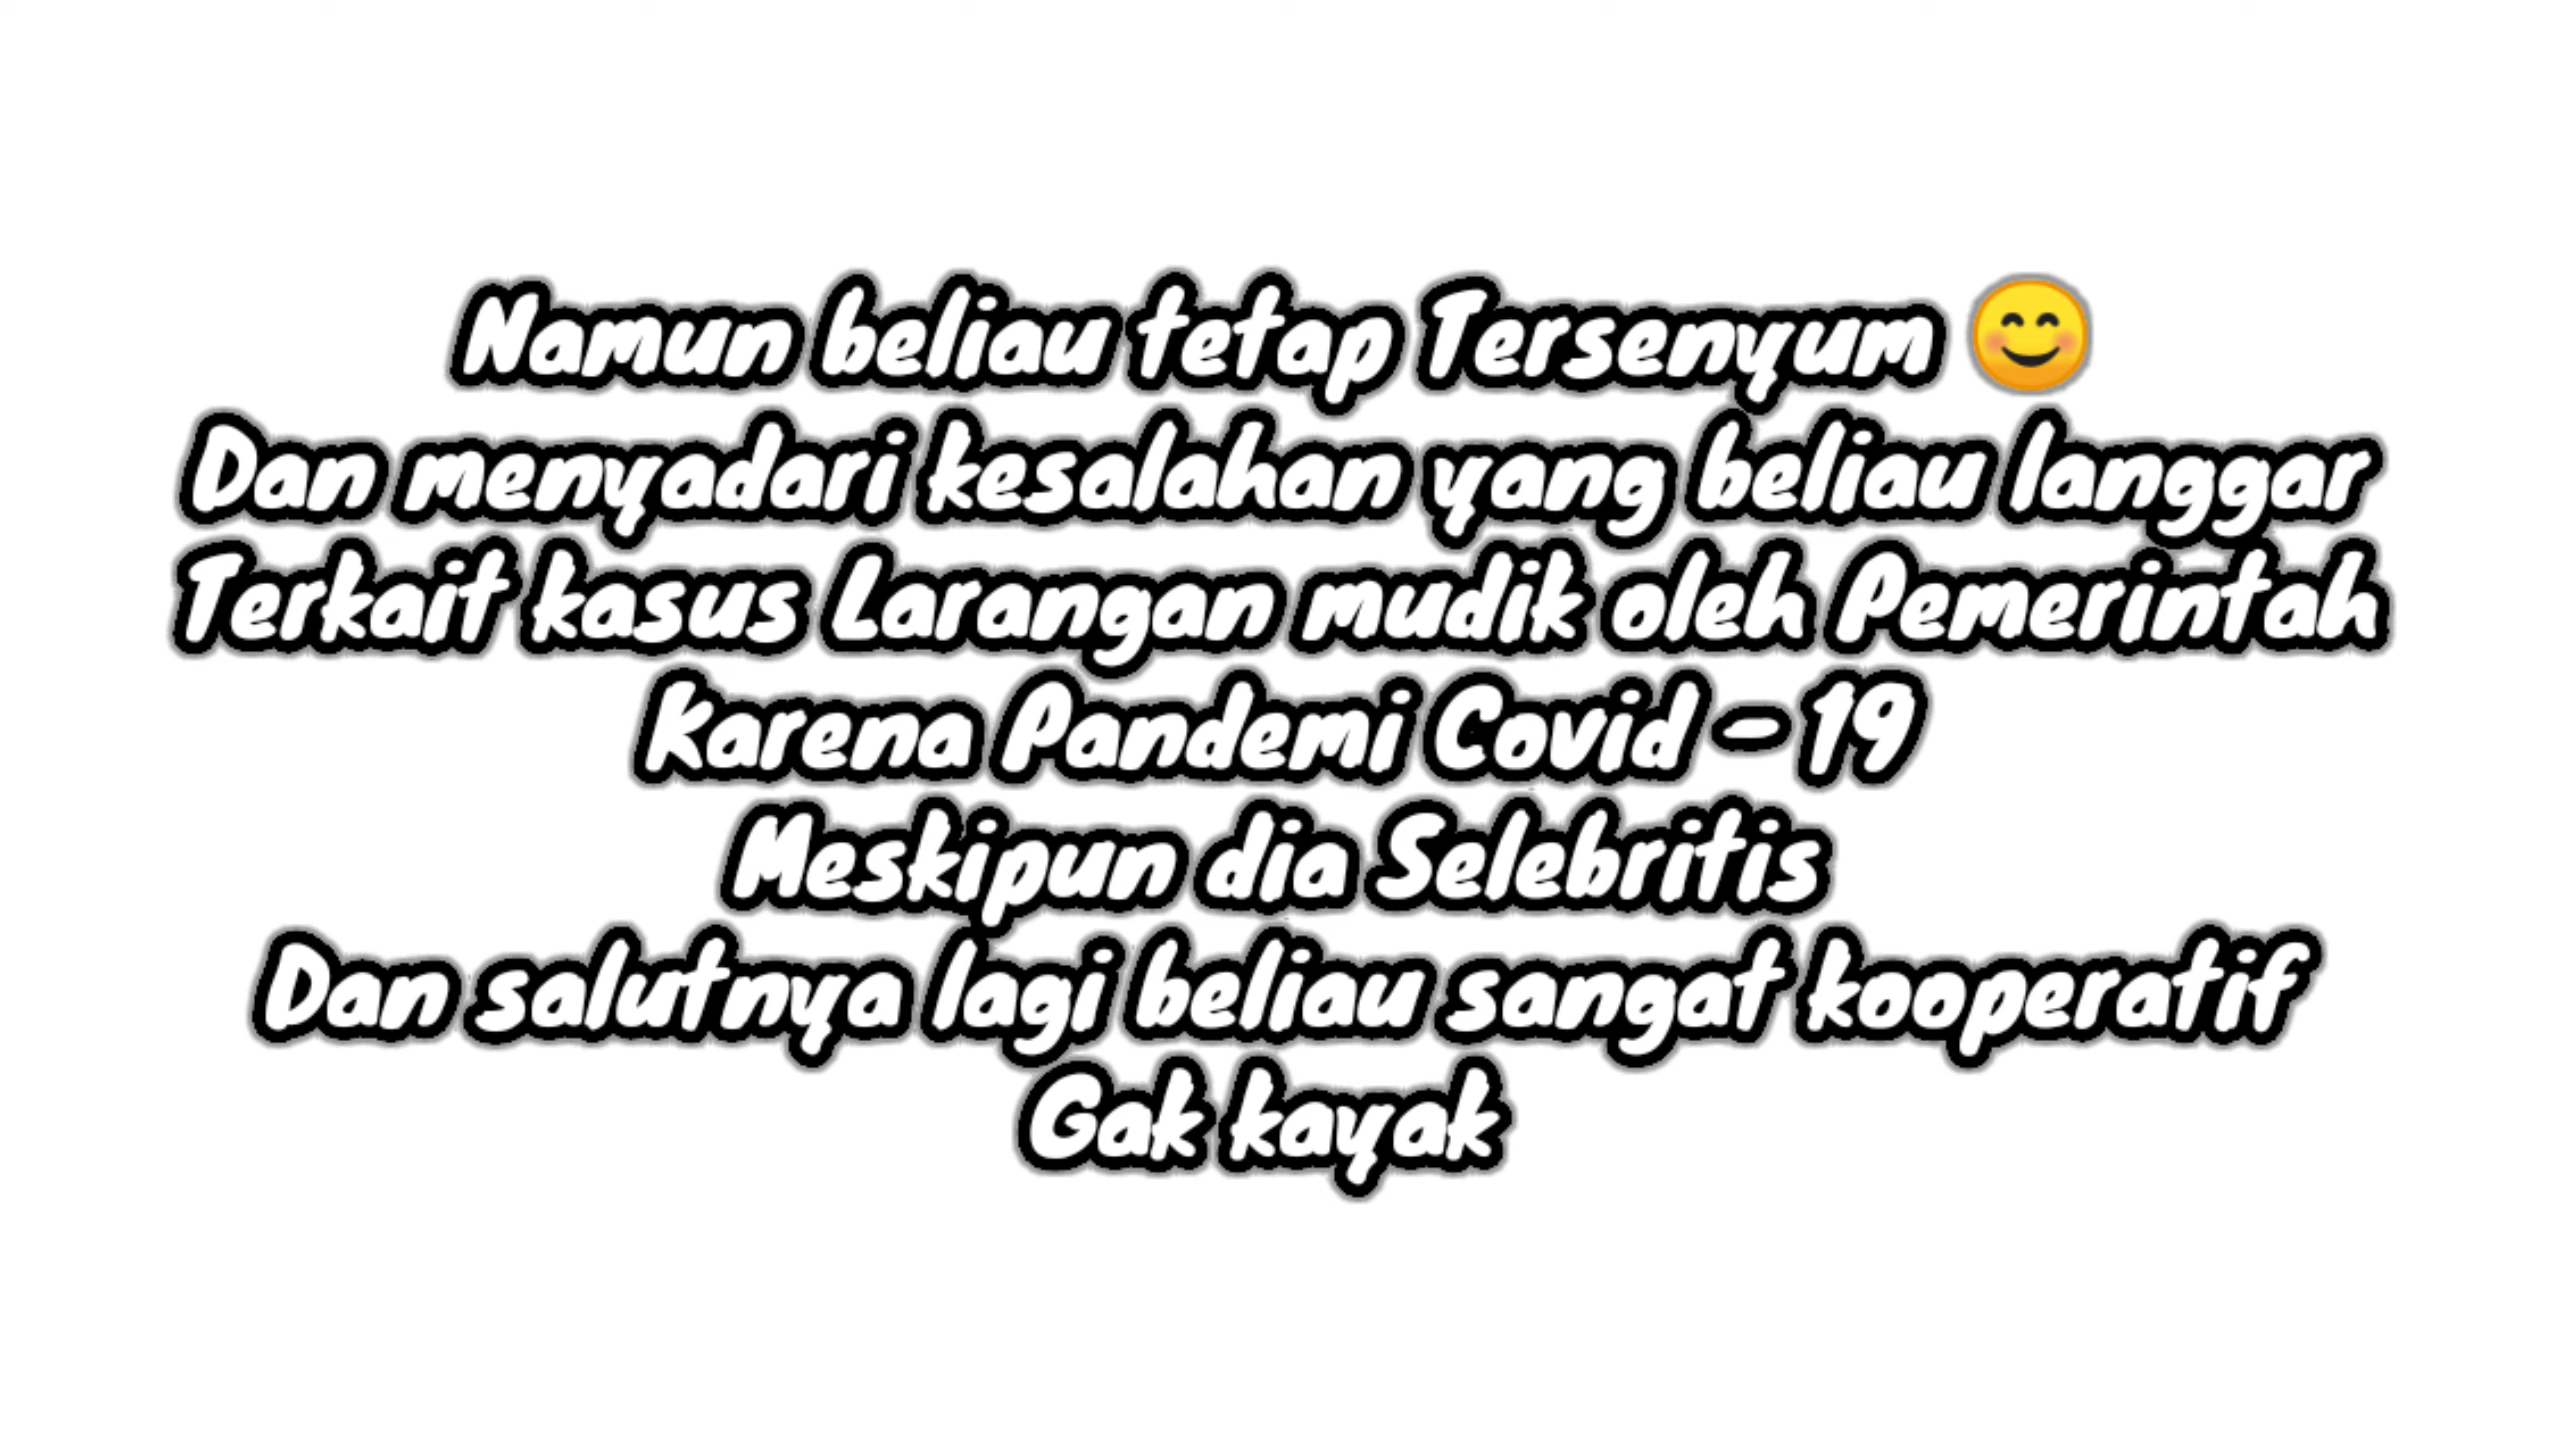 Namun beliau tetap Tersenyum 😊
Dan menyadari kesalahan yang beliau langgar
Terkait kasus Larangan mudik oleh Pemerintah
Karena Pandemi Covid - 19
Meskipun dia Selebritis
Dan salutnya lagi beliau sangat kooperatif
Gak kayak